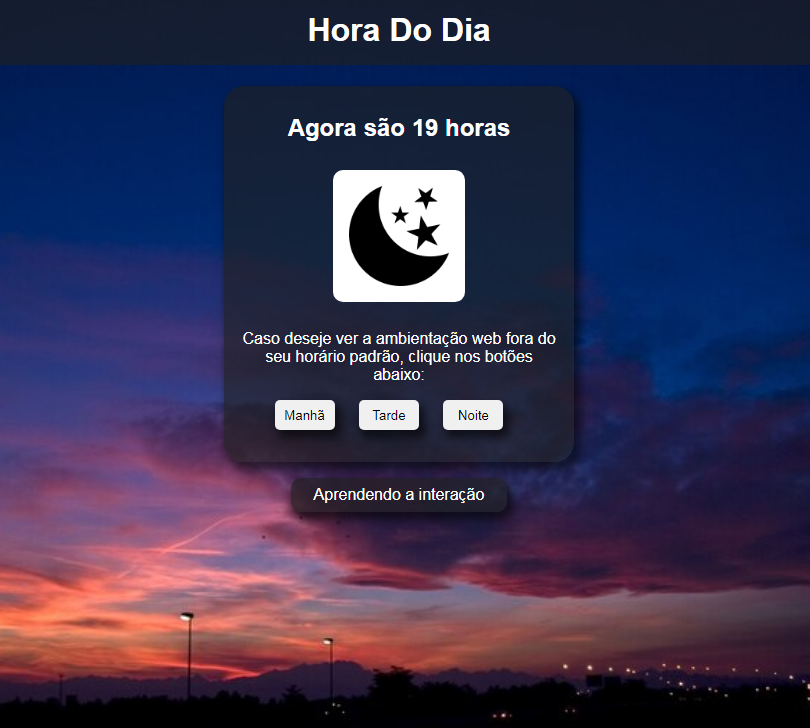 Hora Do Dia
Agora são 19 horas
Caso deseje ver a ambientação web fora do
seu horário padrão, clique nos botões
abaixo:
Manhã Tarde Noite
Aprendendo a interação